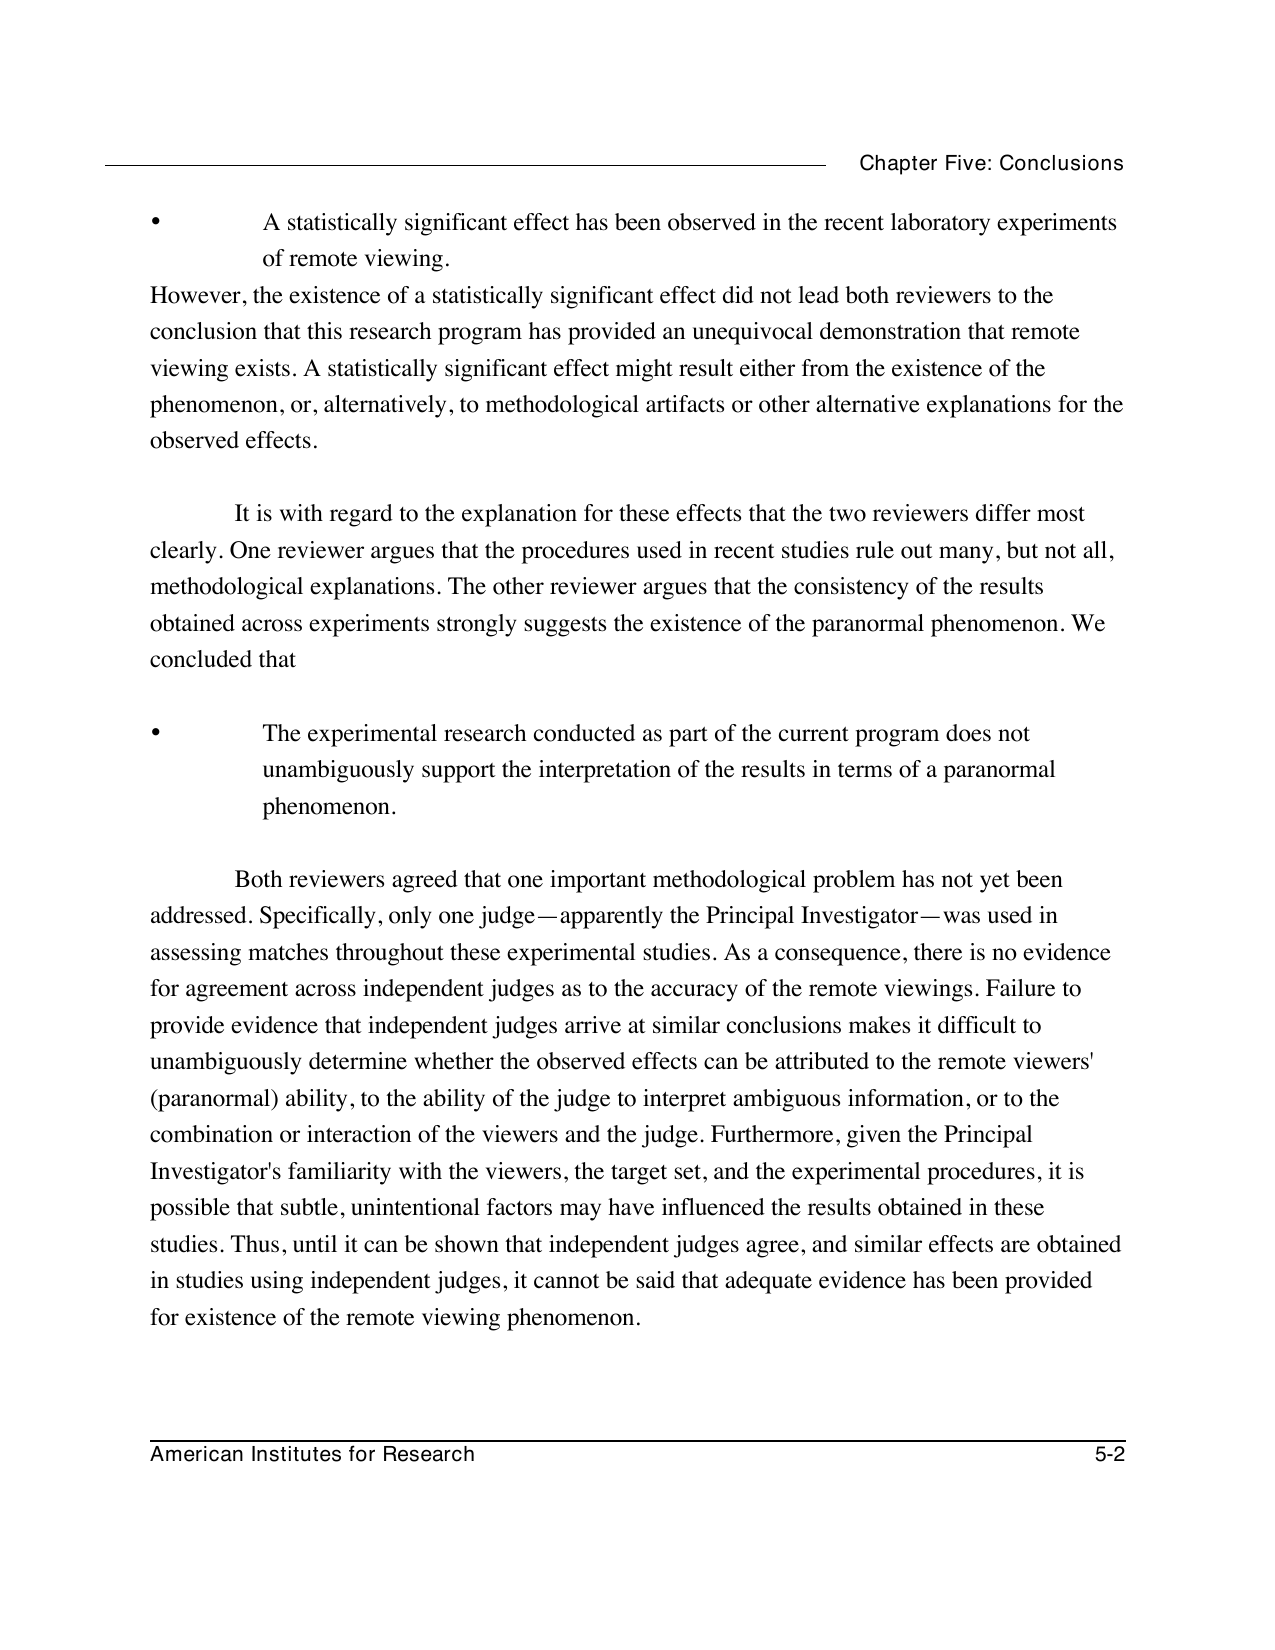 Chapter Five: Conclusions
• A statistically significant effect has been observed in the recent laboratory experiments
of remote viewing.
However, the existence of a statistically significant effect did not lead both reviewers to the
conclusion that this research program has provided an unequivocal demonstration that remote
viewing exists. A statistically significant effect might result either from the existence of the
phenomenon, or, alternatively, to methodological artifacts or other alternative explanations for the
observed effects.
It is with regard to the explanation for these effects that the two reviewers differ most
clearly. One reviewer argues that the procedures used in recent studies rule out many, but not all,
methodological explanations. The other reviewer argues that the consistency of the results
obtained across experiments strongly suggests the existence of the paranormal phenomenon. We
concluded that
• The experimental research conducted as part of the current program does not
unambiguously support the interpretation of the results in terms of a paranormal
phenomenon.
Both reviewers agreed that one important methodological problem has not yet been
addressed. Specifically, only one judge—apparently the Principal Investigator—was used in
assessing matches throughout these experimental studies. As a consequence, there is no evidence
for agreement across independent judges as to the accuracy of the remote viewings. Failure to
provide evidence that independent judges arrive at similar conclusions makes it difficult to
unambiguously determine whether the observed effects can be attributed to the remote viewers'
(paranormal) ability, to the ability of the judge to interpret ambiguous information, or to the
combination or interaction of the viewers and the judge. Furthermore, given the Principal
Investigator's familiarity with the viewers, the target set, and the experimental procedures, it is
possible that subtle, unintentional factors may have influenced the results obtained in these
studies. Thus, until it can be shown that independent judges agree, and similar effects are obtained
in studies using independent judges, it cannot be said that adequate evidence has been provided
for existence of the remote viewing phenomenon.
American Institutes for Research 5-2